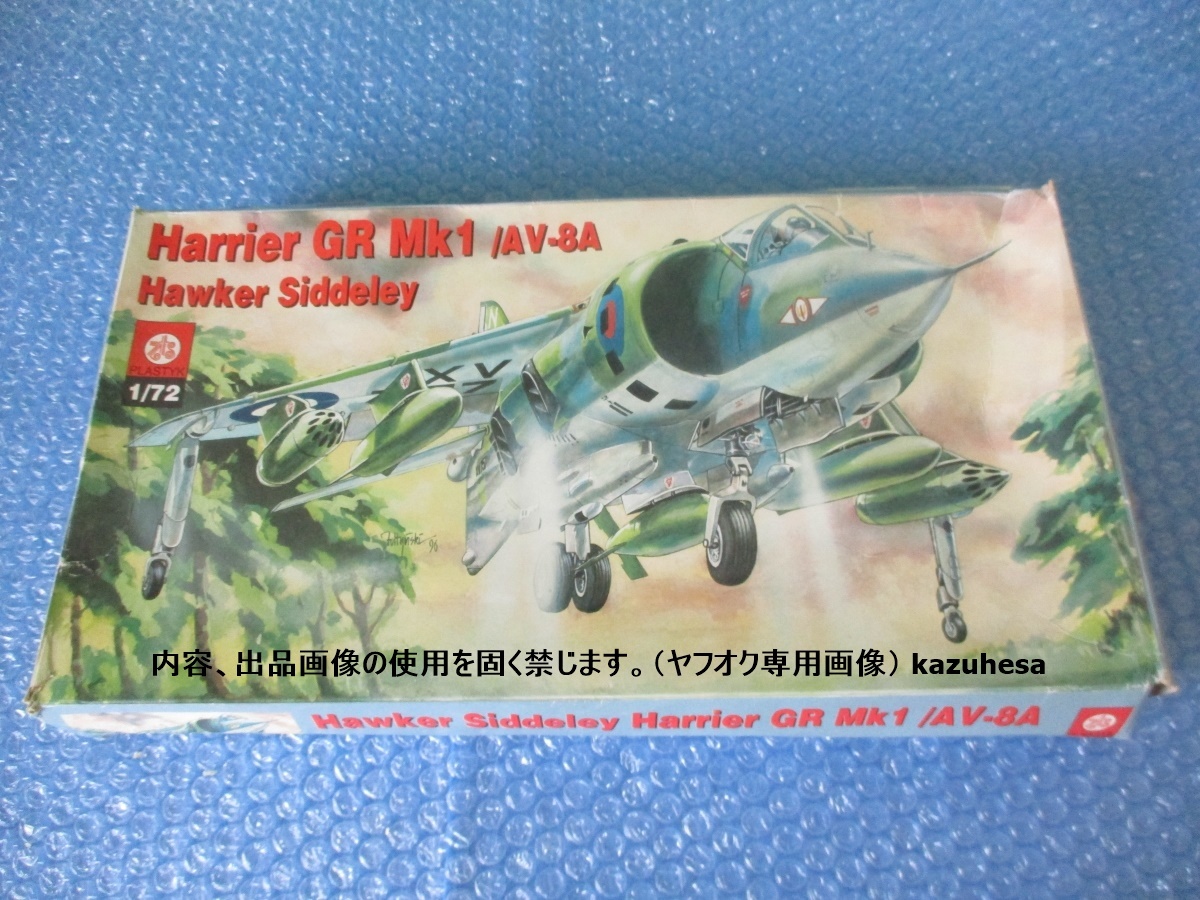 Harrier GR Mk1 /AV-8A
Hawker Siddeley
PLASTYK
1/72
N
XV
96
内容、出品画像の使用を固く禁じます。（ヤフオク専用画像） kazuhesa
Hawker Siddeley Harrier GR Mk1 /AV-8A